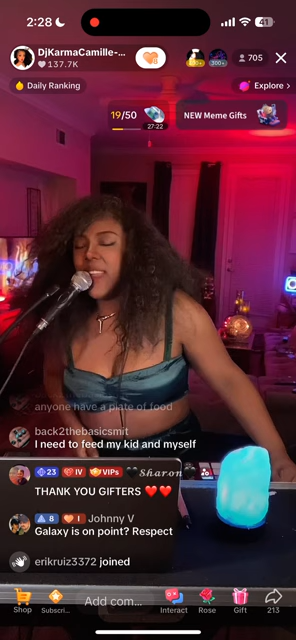 2:28
41
DjKarmaCamille-...
137.7K
705
Daily Ranking
Explore >
19/50
27-22
NEW Meme Gifts
anyone have a plate of food
back2thebasicsmit
I need to feed my kid and myself
23 IV VIPs Sharon
THANK YOU GIFTERS
8 I Johnny V
Galaxy is on point? Respect
erikruiz3372 joined
Add com...
Shop Subscri... Interact Rose Gift 213